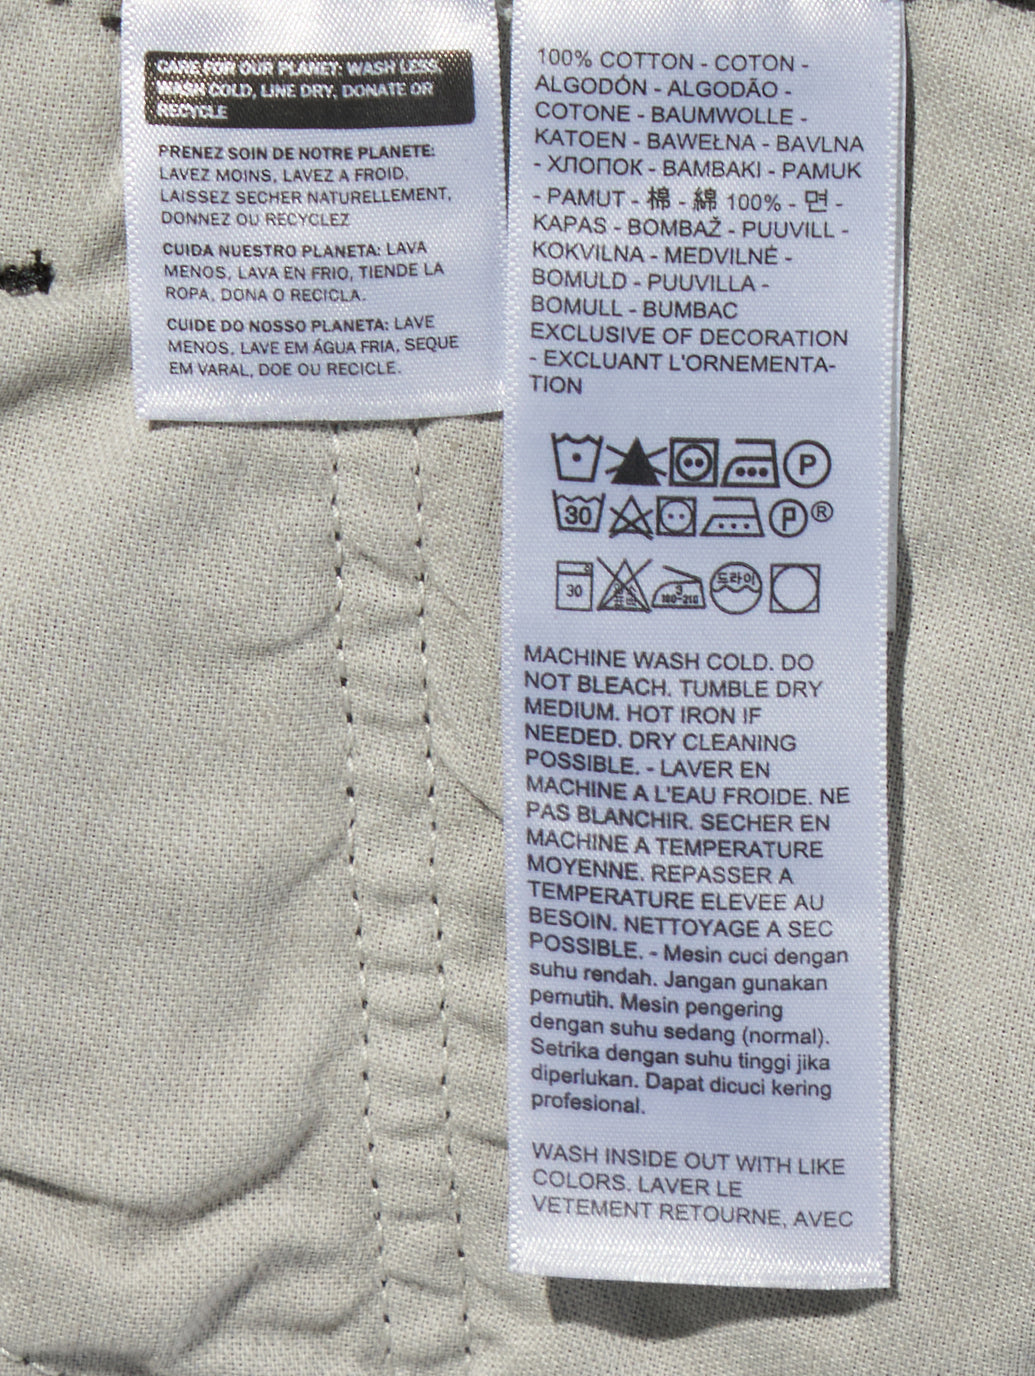 CARE FOR OUR PLANET: WASH LESS,
WASH COLD, LINE DRY, DONATE OR
RECYCLE
PRENEZ SOIN DE NOTRE PLANETE:
LAVEZ MOINS, LAVEZ A FROID,
LAISSEZ SECHER NATURELLEMENT,
DONNEZ OU RECYCLEZ
CUIDA NUESTRO PLANETA: LAVA
MENOS, LAVA EN FRIO, TIENDE LA
ROPA, DONA O RECICLA.
CUIDE DO NOSSO PLANETA: LAVE
MENOS, LAVE EM ÁGUA FRIA, SEQUE
EM VARAL, DOE OU RECICLE.
100% COTTON - COTON -
ALGODÓN - ALGODÃO -
COTONE - BAUMWOLLE -
KATOEN - BAWEŁNA - BAVLNA
- ХЛОПОК - BAMBAKI - PAMUK
- PAMUT - 棉 - 綿 100% - 면 -
KAPAS - BOMBAŽ - PUUVILL -
KOKVILNA - MEDVILNĖ -
BOMULD - PUUVILLA -
BOMULL - BUMBAC
EXCLUSIVE OF DECORATION
- EXCLUANT L'ORNEMENTA-
TION
P
30 P ®
30 3 180-210 드라이
MACHINE WASH COLD. DO
NOT BLEACH. TUMBLE DRY
MEDIUM. HOT IRON IF
NEEDED. DRY CLEANING
POSSIBLE. - LAVER EN
MACHINE A L'EAU FROIDE. NE
PAS BLANCHIR. SECHER EN
MACHINE A TEMPERATURE
MOYENNE. REPASSER A
TEMPERATURE ELEVEE AU
BESOIN. NETTOYAGE A SEC
POSSIBLE. - Mesin cuci dengan
suhu rendah. Jangan gunakan
pemutih. Mesin pengering
dengan suhu sedang (normal).
Setrika dengan suhu tinggi jika
diperlukan. Dapat dicuci kering
profesional.
WASH INSIDE OUT WITH LIKE
COLORS. LAVER LE
VETEMENT RETOURNE, AVEC